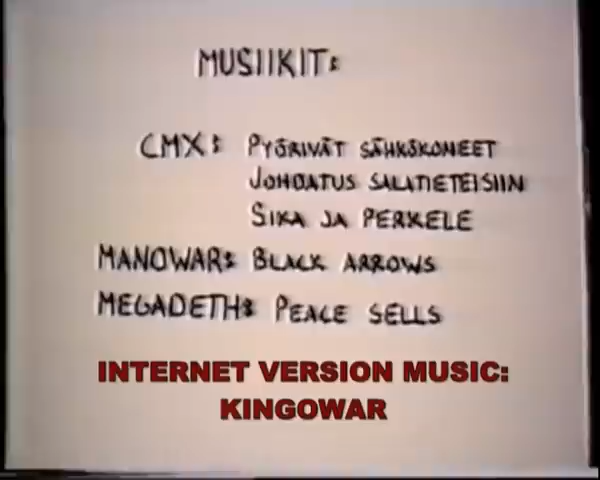 MUSIIKIT:
CMX: PYÖRIVÄT SÄHKÖKONEET
JOHDATUS SALATIETEISIIN
SIKA JA PERKELE
MANOWAR: BLACK ARROWS
MEGADETH: PEACE SELLS
INTERNET VERSION MUSIC:
KINGOWAR